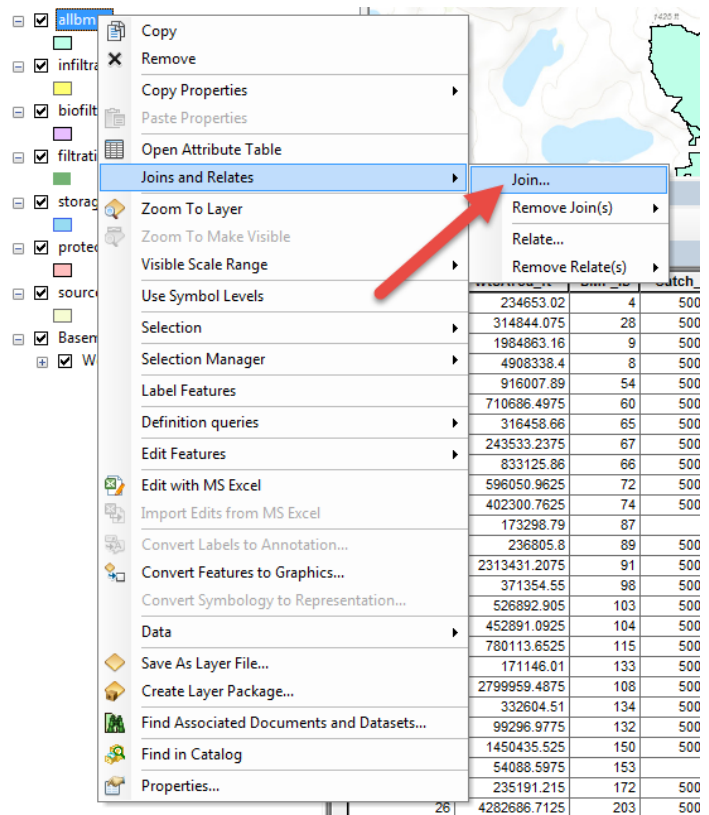 allbm
infiltra
biofilt
filtrati
storag
protec
source
Basem
W
Copy
Remove
Copy Properties
Paste Properties
Open Attribute Table
Joins and Relates
Zoom To Layer
Zoom To Make Visible
Visible Scale Range
Use Symbol Levels
Selection
Selection Manager
Label Features
Definition queries
Edit Features
Edit with MS Excel
Import Edits from MS Excel
Convert Labels to Annotation...
Convert Features to Graphics...
Convert Symbology to Representation...
Data
Save As Layer File...
Create Layer Package...
Find Associated Documents and Datasets...
Find in Catalog
Properties...
Join...
Remove Join(s)
Relate...
Remove Relate(s)
1425 ft
234653.02 4 500
314844.075 28 500
1984863.16 9 500
4908338.4 8 500
916007.89 54 500
710686.4975 60 500
316458.66 65 500
243533.2375 67 500
833125.86 66 500
596050.9625 72 500
402300.7625 74 500
173298.79 87
236805.8 89 500
2313431.2075 91 500
371354.55 98 500
526892.905 103 500
452891.0925 104 500
780113.6525 115 500
171146.01 133 500
2799959.4875 108 500
332604.51 134 500
99296.9775 132 500
1450435.525 150 500
54088.5975 153
235191.215 172 500
26 4282686.7125 203 500